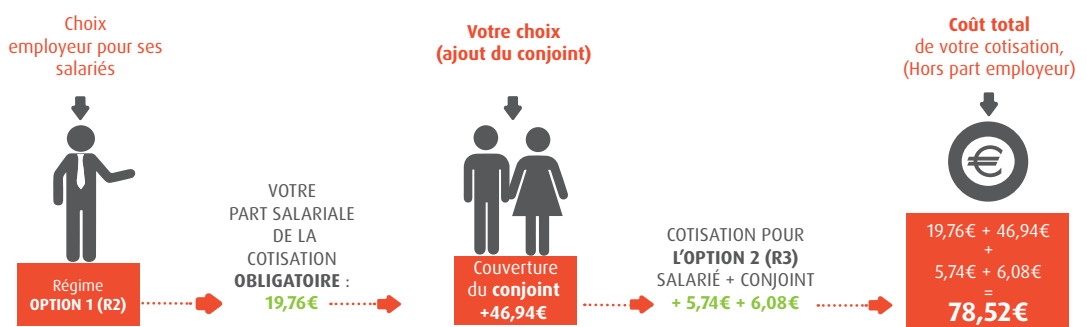 Choix
employeur pour ses
salariés
Régime
OPTION 1 (R2)
VOTRE
PART SALARIALE
DE LA
COTISATION
OBLIGATOIRE :
19,76€
Votre choix
(ajout du conjoint)
Couverture
du conjoint
+46,94€
COTISATION POUR
L'OPTION 2 (R3)
SALARIÉ + CONJOINT
+ 5,74€ + 6,08€
Coût total
de votre cotisation,
(Hors part employeur)
€
19,76€ + 46,94€
+
5,74€ + 6,08€
=
78,52€